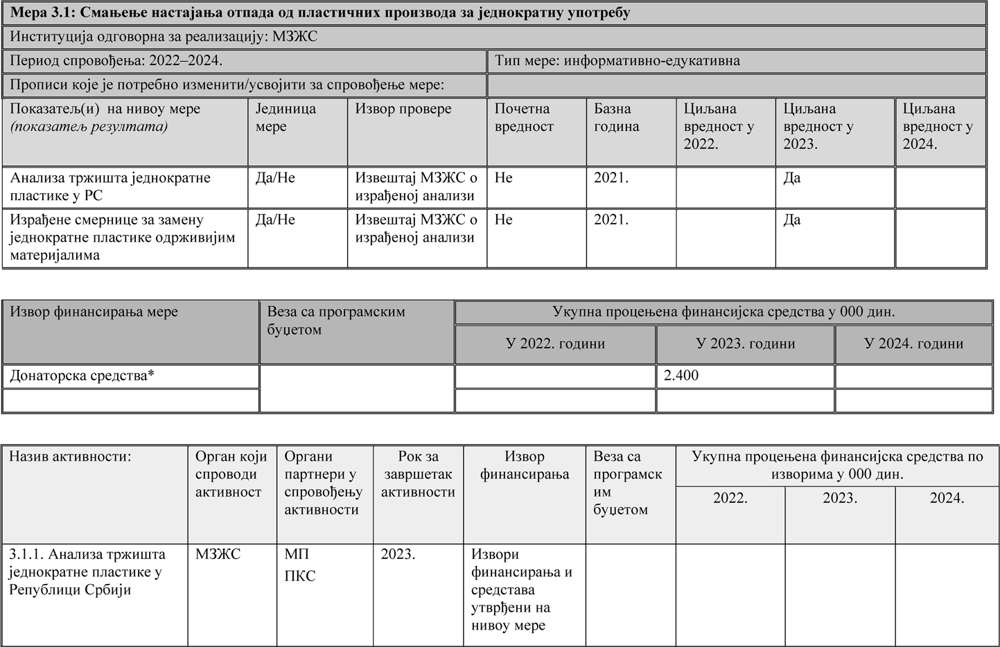 Мера 3.1: Смањење настајања отпада од пластичних производа за једнократну употребу
Институција одговорна за реализацију: МЗЖС
Период спровођења: 2022–2024.
Тип мере: информативно-едукативна
Прописи које је потребно изменити/усвојити за спровођење мере:
Показатељ(и) на нивоу мере
(показатељ резултата)
Јединица
мере
Извор провере
Почетна
вредност
Базна
година
Циљана
вредност у
2022.
Циљана
вредност у
2023.
Циљана
вредност у
2024.
Анализа тржишта једнократне
пластике у РС
Да/Не
Извештај МЗЖС о
израђеној анализи
Не
2021.
Да
Израђене смернице за замену
једнократне пластике одрживијим
материјалима
Да/Не
Извештај МЗЖС о
израђеној анализи
Не
2021.
Да
Извор финансирања мере
Веза са програмским
буџетом
Укупна процењена финансијска средства у 000 дин.
У 2022. години
У 2023. години
У 2024. години
Донаторска средства*
2.400
Назив активности:
Орган који
спроводи
активност
Органи
партнери у
спровођењу
активности
Рок за
завршетак
активности
Извор
финансирања
Веза са
програмск
им
буџетом
Укупна процењена финансијска средства по
изворима у 000 дин.
2022.
2023.
2024.
3.1.1. Анализа тржишта
једнократне пластике у
Републици Србији
МЗЖС
МП
ПКС
2023.
Извори
финансирања и
средстава
утврђени на
нивоу мере